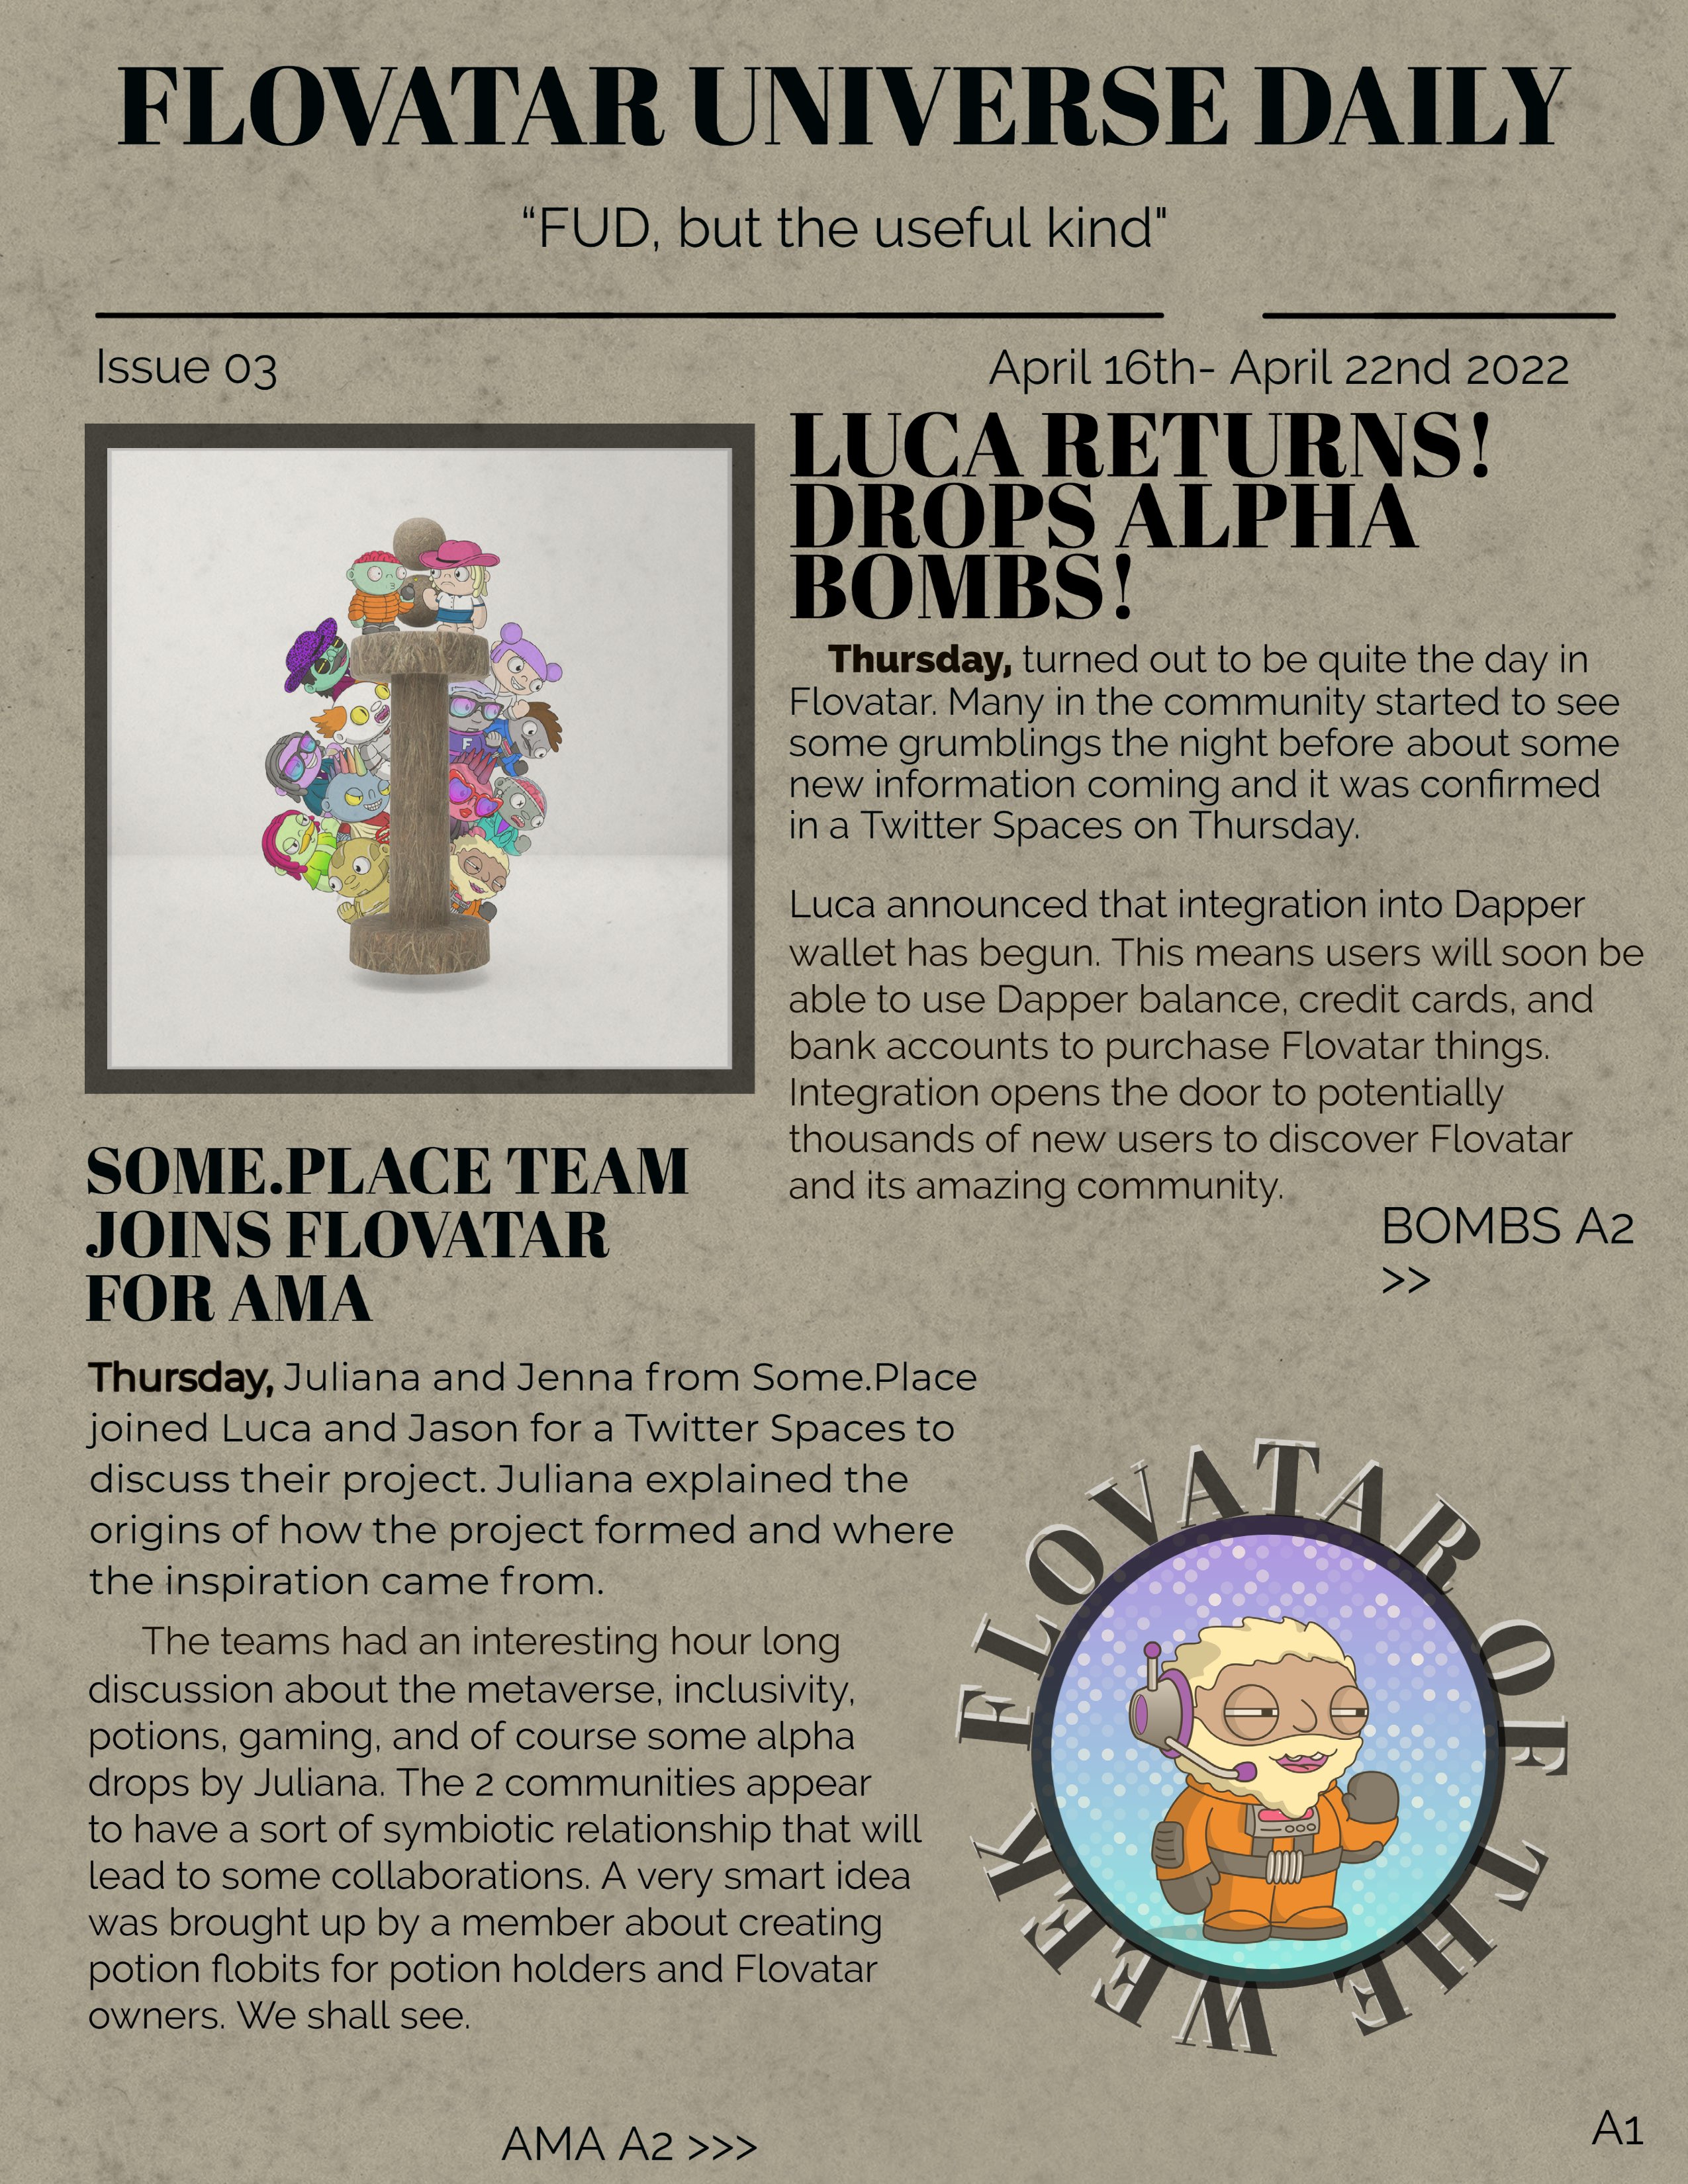 FLOVATAR UNIVERSE DAILY
“FUD, but the useful kind"
Issue 03
April 16th- April 22nd 2022
LUCA RETURNS!
DROPS ALPHA
BOMBS!
Thursday, turned out to be quite the day in
Flovatar. Many in the community started to see
some grumblings the night before about some
new information coming and it was confirmed
in a Twitter Spaces on Thursday.
Luca announced that integration into Dapper
wallet has begun. This means users will soon be
able to use Dapper balance, credit cards, and
bank accounts to purchase Flovatar things.
Integration opens the door to potentially
thousands of new users to discover Flovatar
and its amazing community.
BOMBS A2
>>
F
SOME.PLACE TEAM
JOINS FLOVATAR
FOR AMA
Thursday, Juliana and Jenna from Some.Place
joined Luca and Jason for a Twitter Spaces to
discuss their project. Juliana explained the
origins of how the project formed and where
the inspiration came from.
The teams had an interesting hour long
discussion about the metaverse, inclusivity,
potions, gaming, and of course some alpha
drops by Juliana. The 2 communities appear
to have a sort of symbiotic relationship that will
lead to some collaborations. A very smart idea
was brought up by a member about creating
potion flobits for potion holders and Flovatar
owners. We shall see.
AMA A2 >>>
FLOVATAR OF THE WEEK
A1